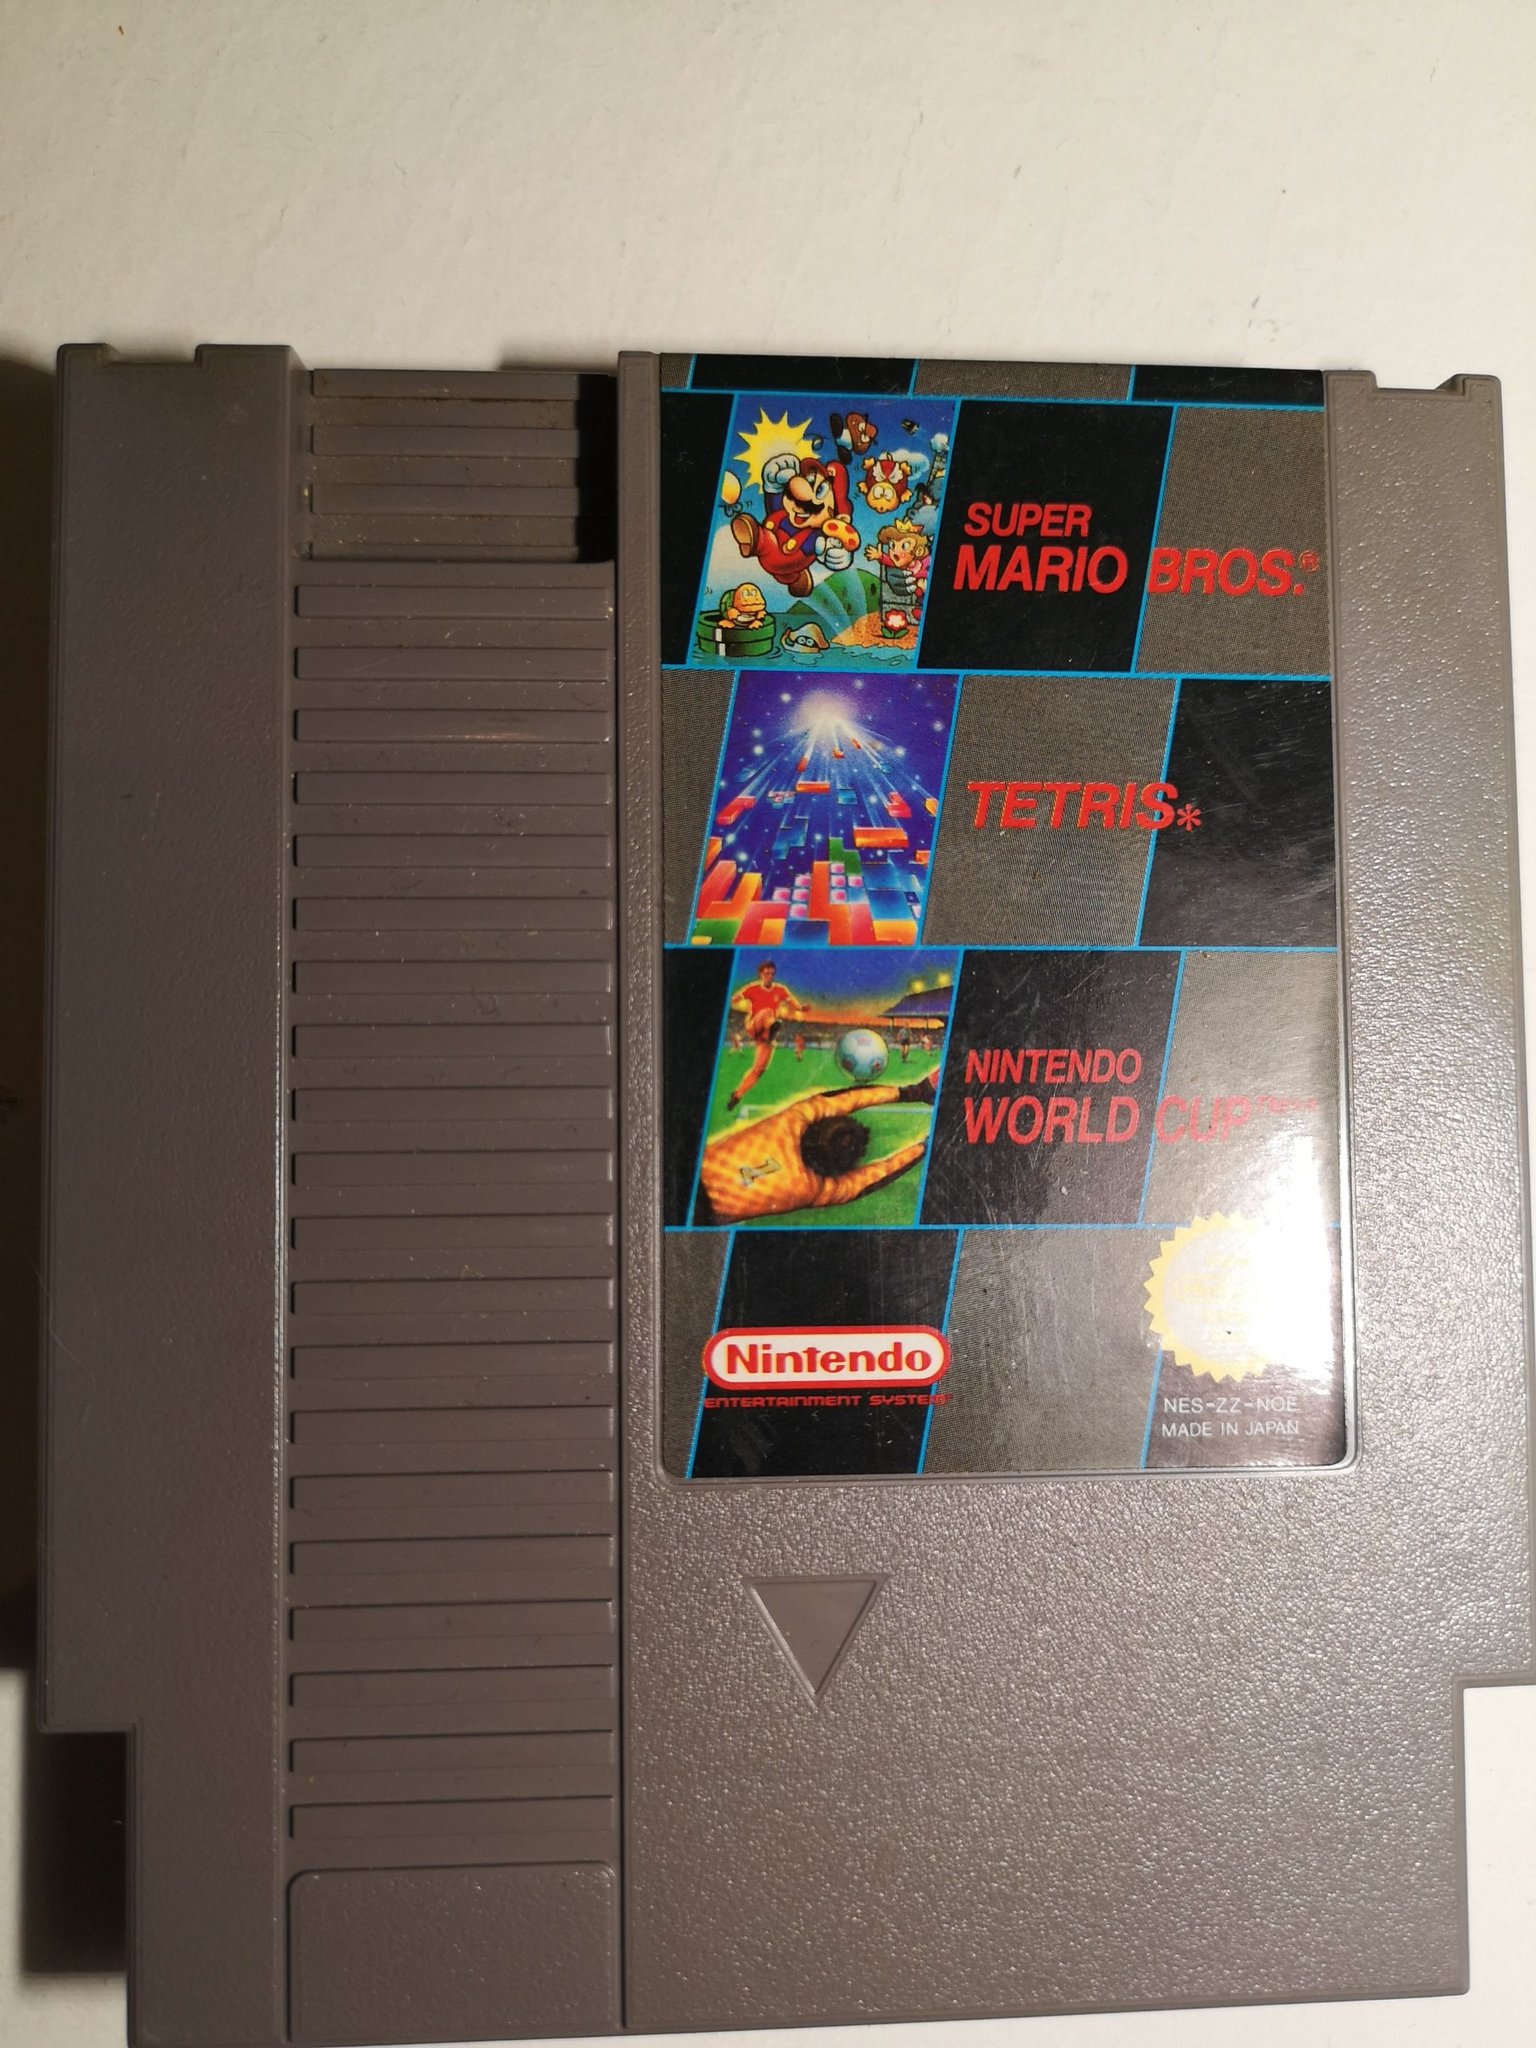 SUPER
MARIO BROS.®
TETRIS*
NINTENDO
WORLD CUP
Nintendo
ENTERTAINMENT SYSTEM
NES-ZZ-NOE
MADE IN JAPAN